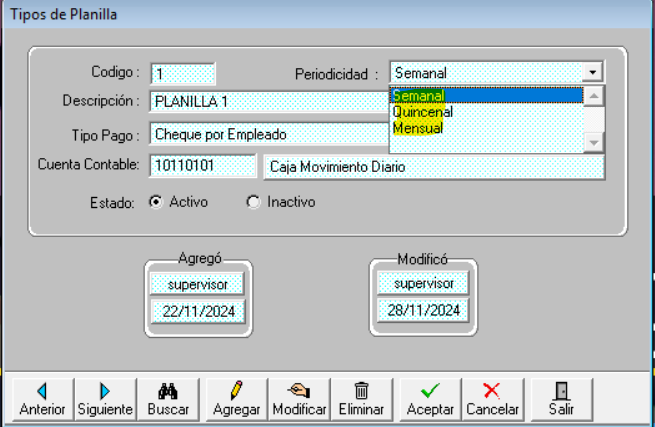 Tipos de Planilla
Codigo : 1 Periodicidad : Semanal
Semanal
Descripción : PLANILLA 1
Quincenal
Mensual
Tipo Pago : Cheque por Empleado
Cuenta Contable: 10110101 Caja Movimiento Diario
Estado: Activo Inactivo
Agregó Modificó
supervisor supervisor
22/11/2024 28/11/2024
Anterior Siguiente Buscar Agregar Modificar Eliminar Aceptar Cancelar Salir